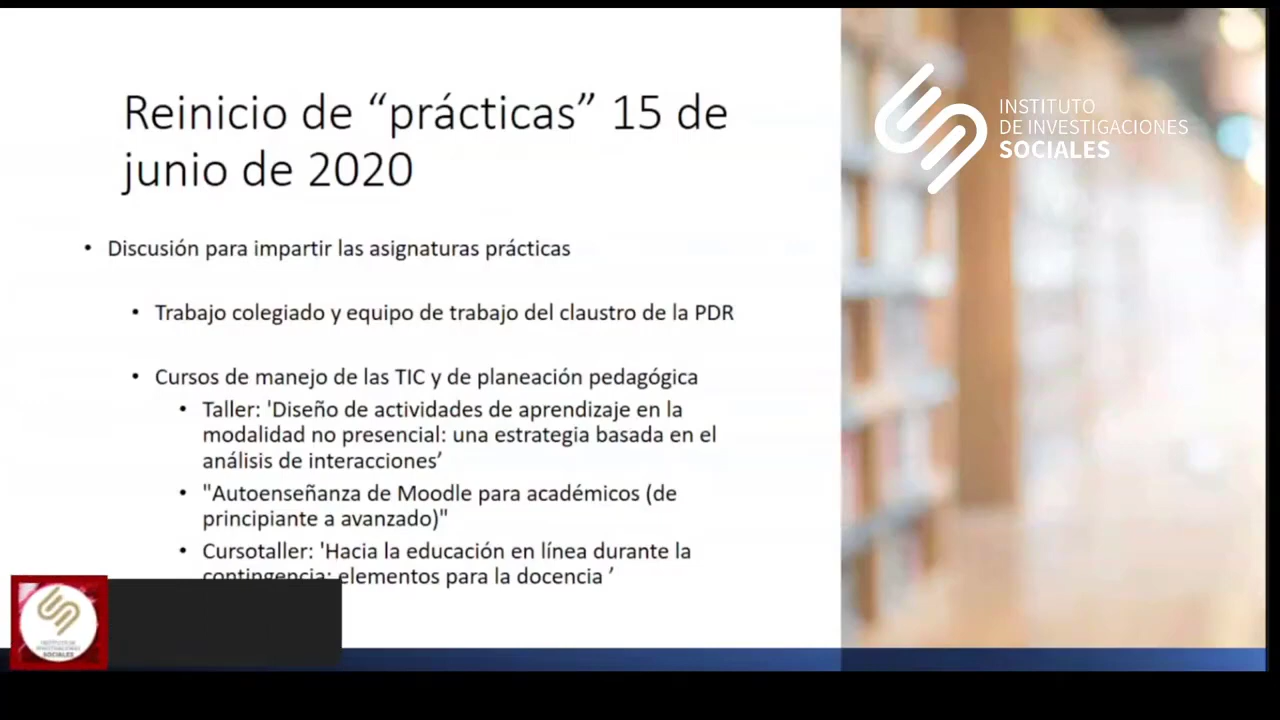 Reinicio de “prácticas” 15 de
junio de 2020
INSTITUTO
DE INVESTIGACIONES
SOCIALES
• Discusión para impartir las asignaturas prácticas
• Trabajo colegiado y equipo de trabajo del claustro de la PDR
• Cursos de manejo de las TIC y de planeación pedagógica
• Taller: 'Diseño de actividades de aprendizaje en la
modalidad no presencial: una estrategia basada en el
análisis de interacciones’
• "Autoenseñanza de Moodle para académicos (de
principiante a avanzado)"
• Cursotaller: 'Hacia la educación en línea durante la
contingencia: elementos para la docencia ’
INSTITUTO DE
INVESTIGACIONES
SOCIALES